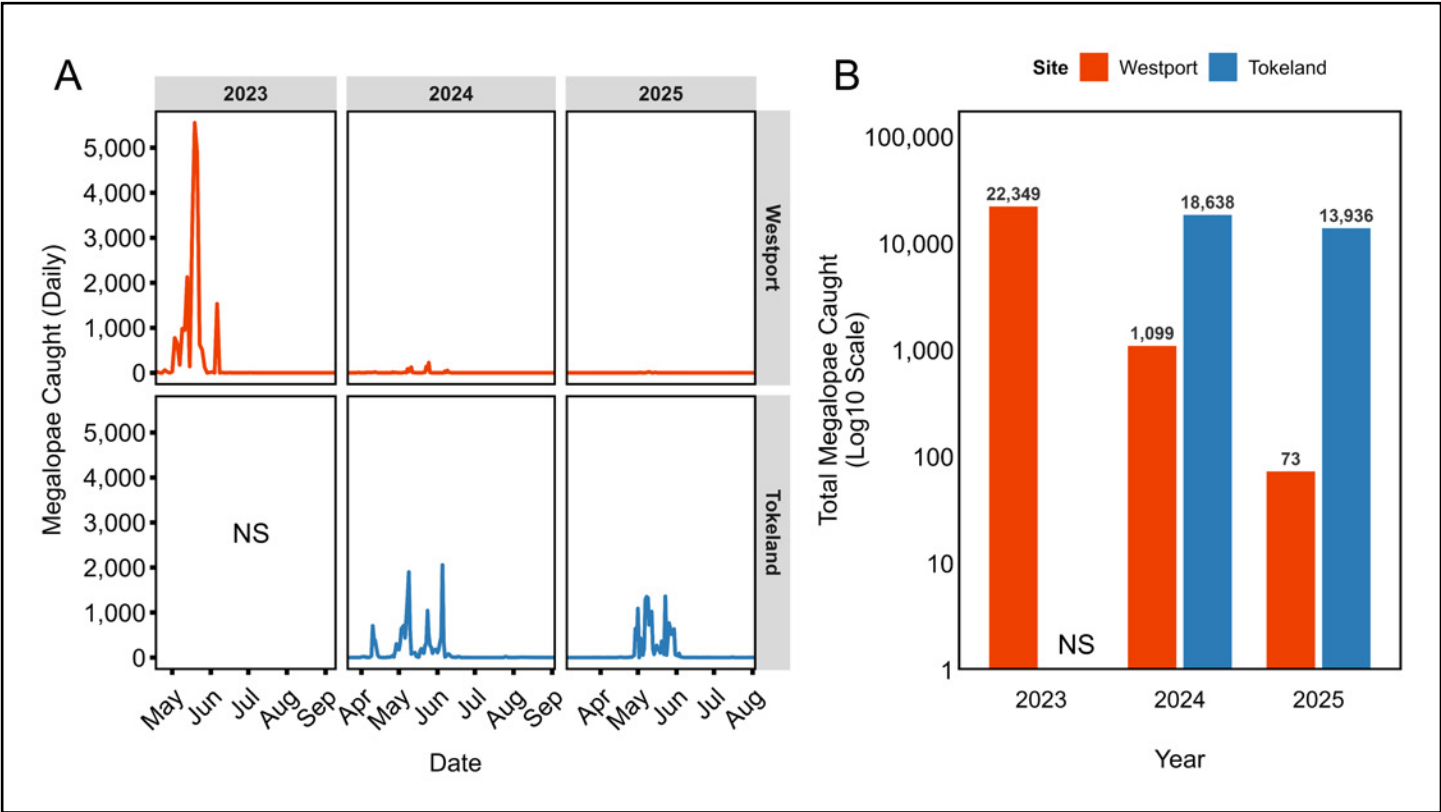 A
2023
2024
2025
Westport
Tokeland
Megalopae Caught (Daily)
5,000
4,000
3,000
2,000
1,000
0
5,000
4,000
3,000
2,000
1,000
0
NS
May
Jun
Jul
Aug
Sep
Apr
May
Jun
Jul
Aug
Sep
Apr
May
Jun
Jul
Aug
Date
B
Site Westport Tokeland
Total Megalopae Caught
(Log10 Scale)
100,000
10,000
1,000
100
10
1
22,349
NS
1,099
18,638
73
13,936
2023
2024
2025
Year